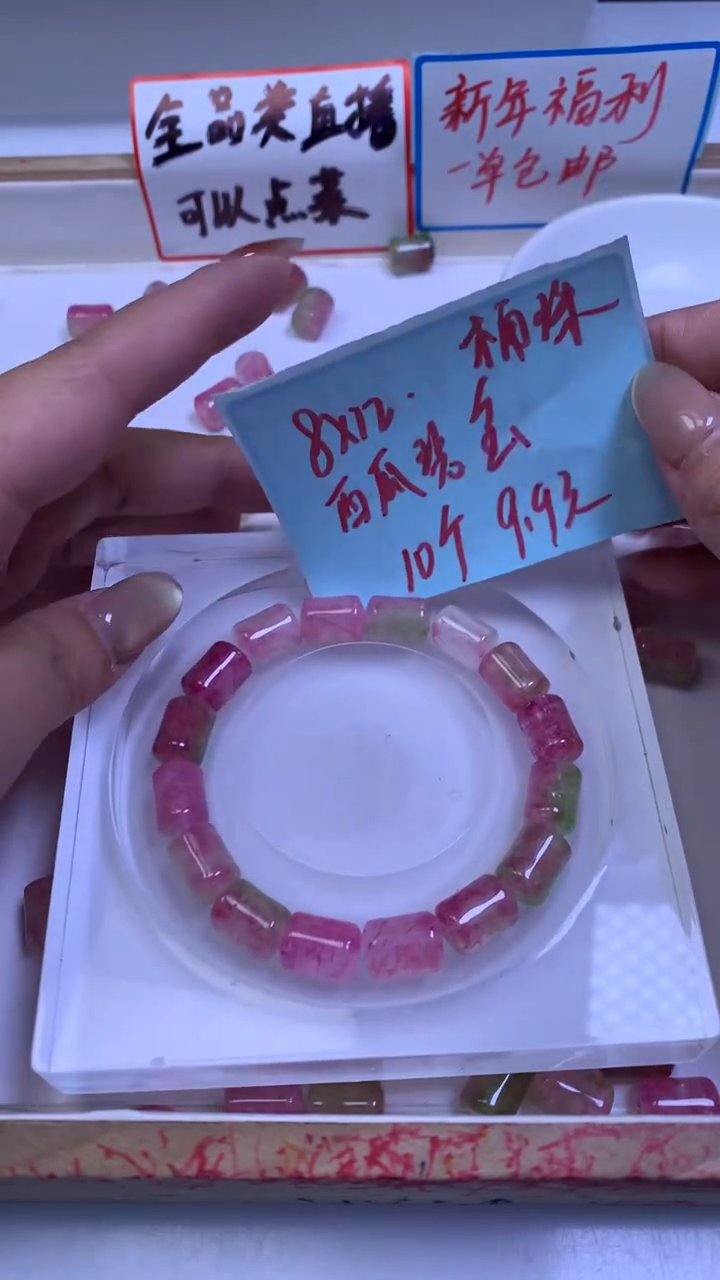 全品类直播
可以点菜
新年福利
一单包邮
桶珠
8x12.
西瓜碧玺
10个 9.9元